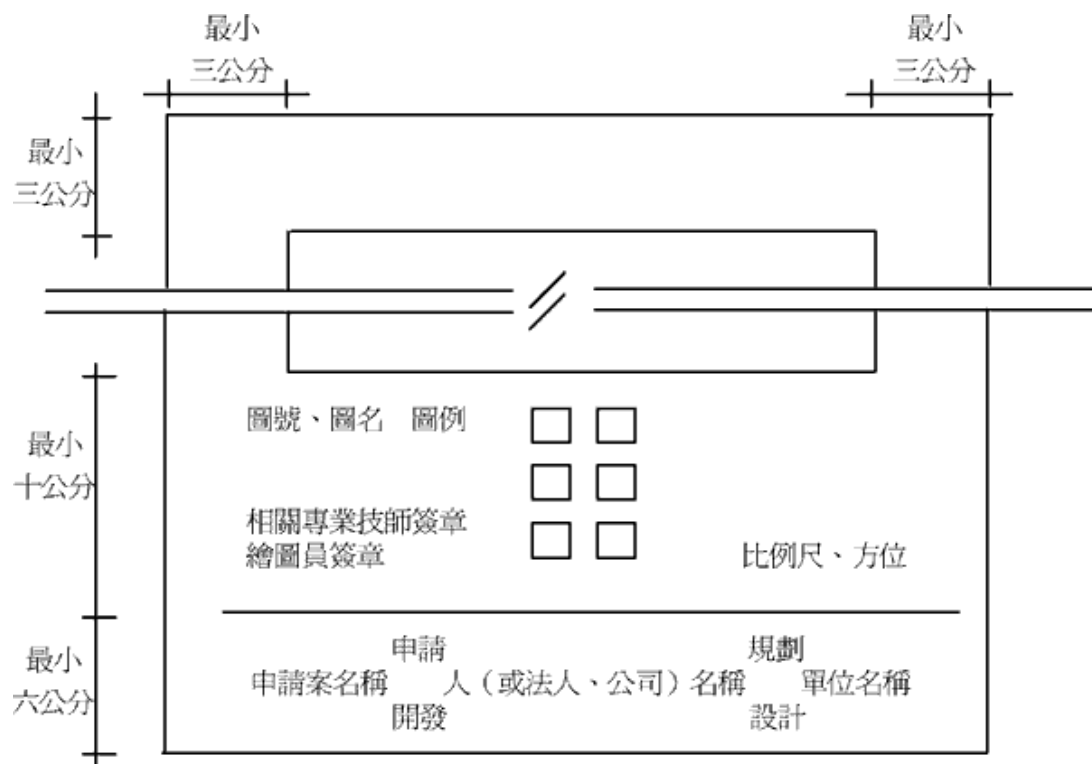 最小
三公分
最小
三公分
最小
三公分
圖號、圖名　圖例
最小
十公分
相關專業技師簽章
繪圖員簽章
比例尺、方位
申請　規劃
最小
申請案名稱　人（或法人、公司）名稱　單位名稱
六公分
開發　設計